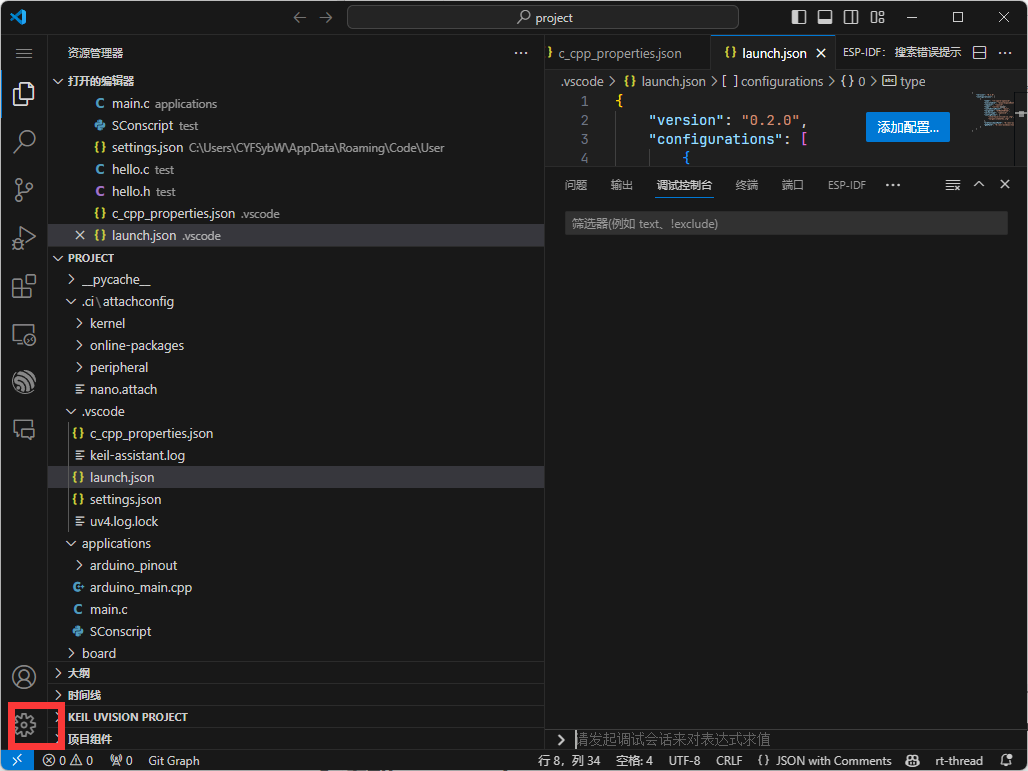 project
资源管理器
打开的编辑器
main.c applications
SConscript test
settings.json C:\Users\CYFSybW\AppData\Roaming\Code\User
hello.c test
hello.h test
c_cpp_properties.json .vscode
launch.json .vscode
PROJECT
__pycache__
.ci\attachconfig
kernel
online-packages
peripheral
nano.attach
.vscode
c_cpp_properties.json
keil-assistant.log
launch.json
settings.json
uv4.log.lock
applications
arduino_pinout
arduino_main.cpp
main.c
SConscript
board
大纲
时间线
KEIL UVISION PROJECT
项目组件
c_cpp_properties.json launch.json ESP-IDF: 搜索错误提示
.vscode > {} launch.json > [ ] configurations > {} 0 > abc type
1 {
2 "version": "0.2.0",
3 "configurations": [
4 {
添加配置...
问题 输出 调试控制台 终端 端口 ESP-IDF
筛选器(例如 text、!exclude)
请发起调试会话来对表达式求值
0 0 0 Git Graph 行 8，列 34 空格: 4 UTF-8 CRLF {} JSON with Comments rt-thread